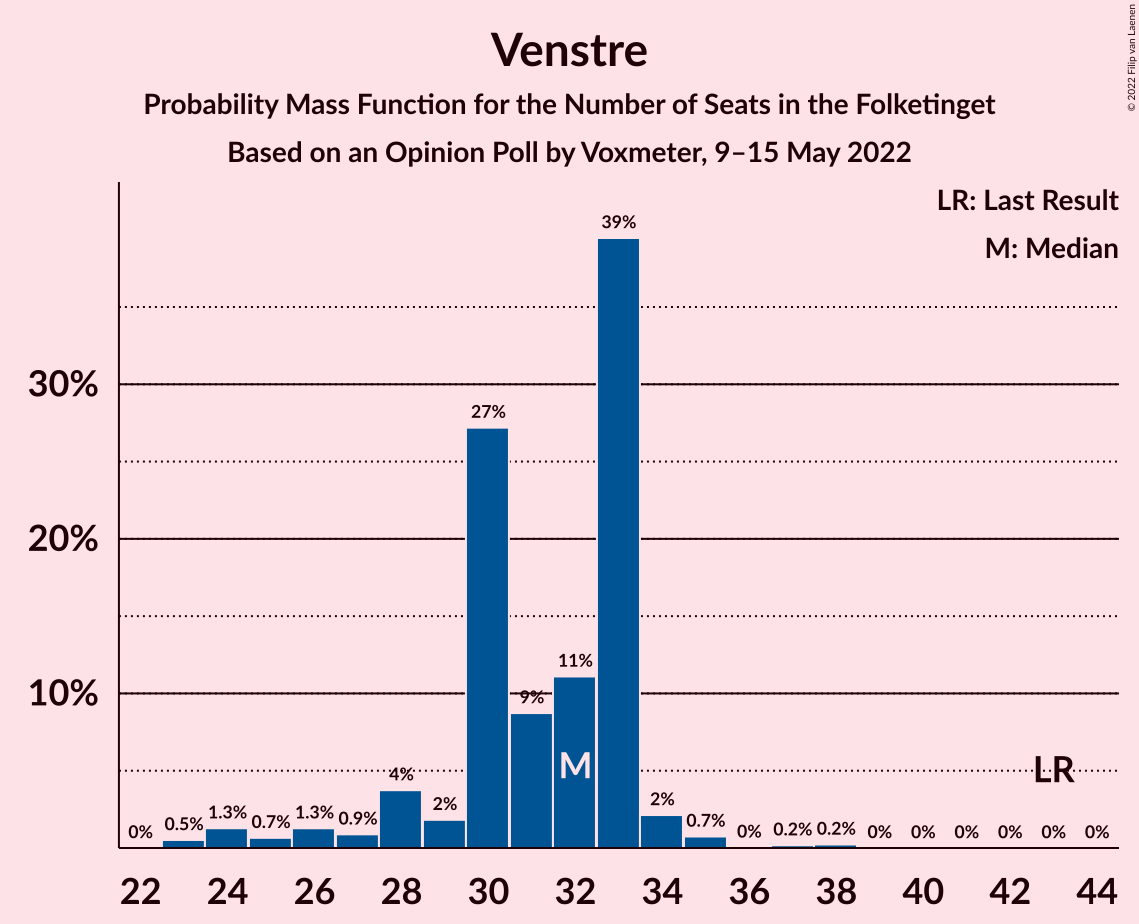 Venstre
Probability Mass Function for the Number of Seats in the Folketinget
Based on an Opinion Poll by Voxmeter, 9–15 May 2022
© 2022 Filip van Laenen
LR: Last Result
M: Median
39%
30%
27%
20%
11%
10%
9%
M
LR
4%
0% 0.5% 1.3% 0.7% 1.3% 0.9% 2% 2% 0.7% 0% 0.2% 0.2% 0% 0% 0% 0% 0% 0%
22 24 26 28 30 32 34 36 38 40 42 44